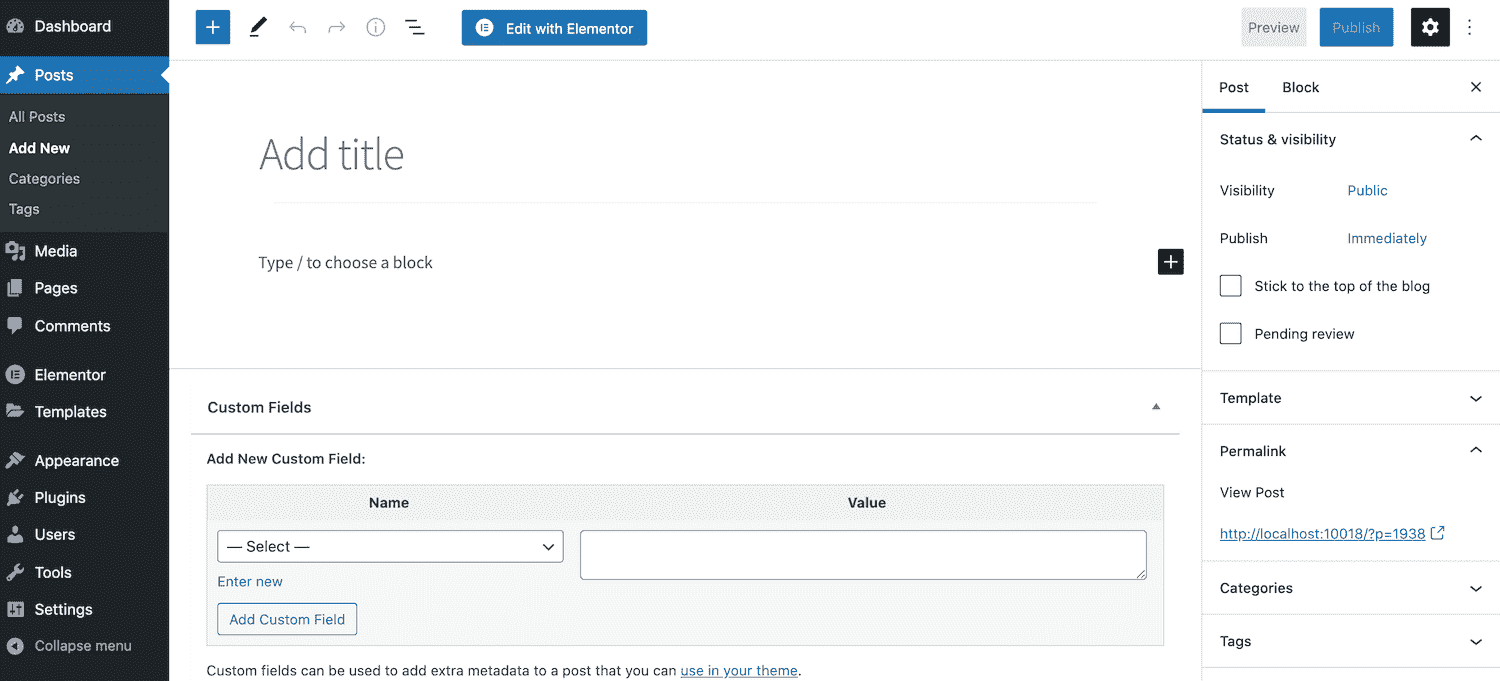 Dashboard
Posts
All Posts
Add New
Categories
Tags
Media
Pages
Comments
Elementor
Templates
Appearance
Plugins
Users
Tools
Settings
Collapse menu
Edit with Elementor
Preview
Publish
Add title
Type / to choose a block
Custom Fields
Add New Custom Field:
Name Value
— Select —
Enter new
Add Custom Field
Custom fields can be used to add extra metadata to a post that you can use in your theme.
Post Block
Status & visibility
Visibility Public
Publish Immediately
Stick to the top of the blog
Pending review
Template
Permalink
View Post
http://localhost:10018/?p=1938
Categories
Tags